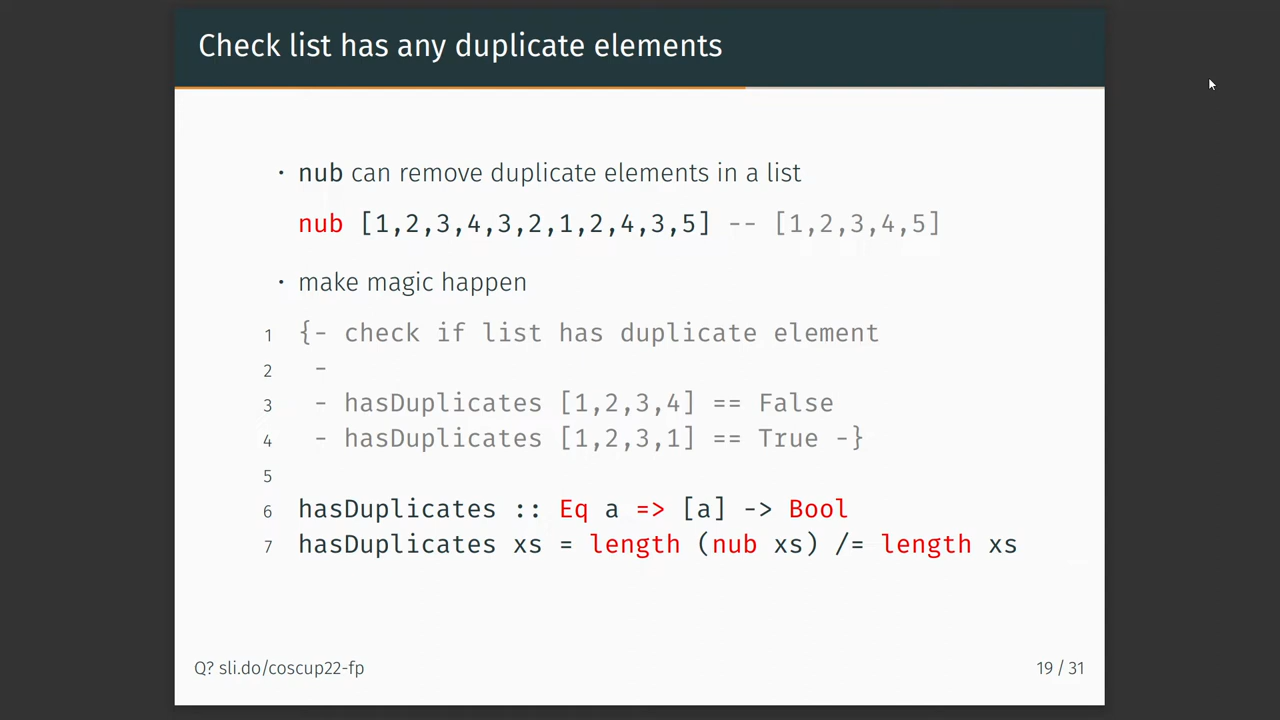 Check list has any duplicate elements
· nub can remove duplicate elements in a list
nub [1,2,3,4,3,2,1,2,4,3,5] -- [1,2,3,4,5]
· make magic happen
1 {- check if list has duplicate element
2  -
3  - hasDuplicates [1,2,3,4] == False
4  - hasDuplicates [1,2,3,1] == True -}
5
6 hasDuplicates :: Eq a => [a] -> Bool
7 hasDuplicates xs = length (nub xs) /= length xs
Q? sli.do/coscup22-fp
19 / 31